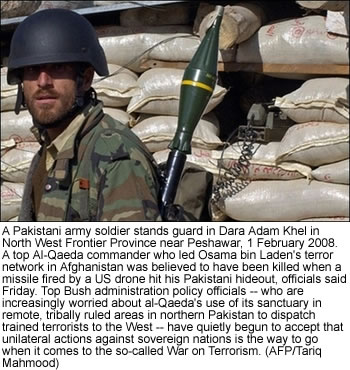 A Pakistani army soldier stands guard in Dara Adam Khel in
North West Frontier Province near Peshawar, 1 February 2008.
A top Al-Qaeda commander who led Osama bin Laden's terror
network in Afghanistan was believed to have been killed when a
missile fired by a US drone hit his Pakistani hideout, officials said
Friday. Top Bush administration policy officials -- who are
increasingly worried about al-Qaeda's use of its sanctuary in
remote, tribally ruled areas in northern Pakistan to dispatch
trained terrorists to the West -- have quietly begun to accept that
unilateral actions against sovereign nations is the way to go
when it comes to the so-called War on Terrorism. (AFP/Tariq
Mahmood)